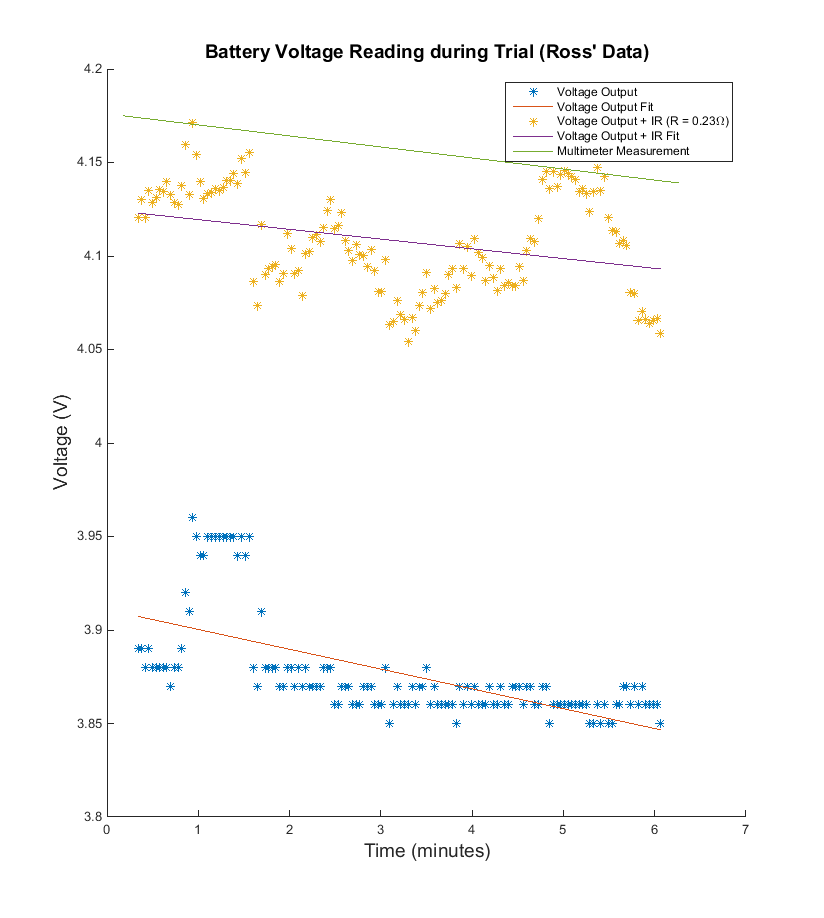 Battery Voltage Reading during Trial (Ross' Data)
4.2
4.15
4.1
4.05
4
3.95
3.9
3.85
3.8
Voltage (V)
Voltage Output
Voltage Output Fit
Voltage Output + IR (R = 0.23Ω)
Voltage Output + IR Fit
Multimeter Measurement
0 1 2 3 4 5 6 7
Time (minutes)